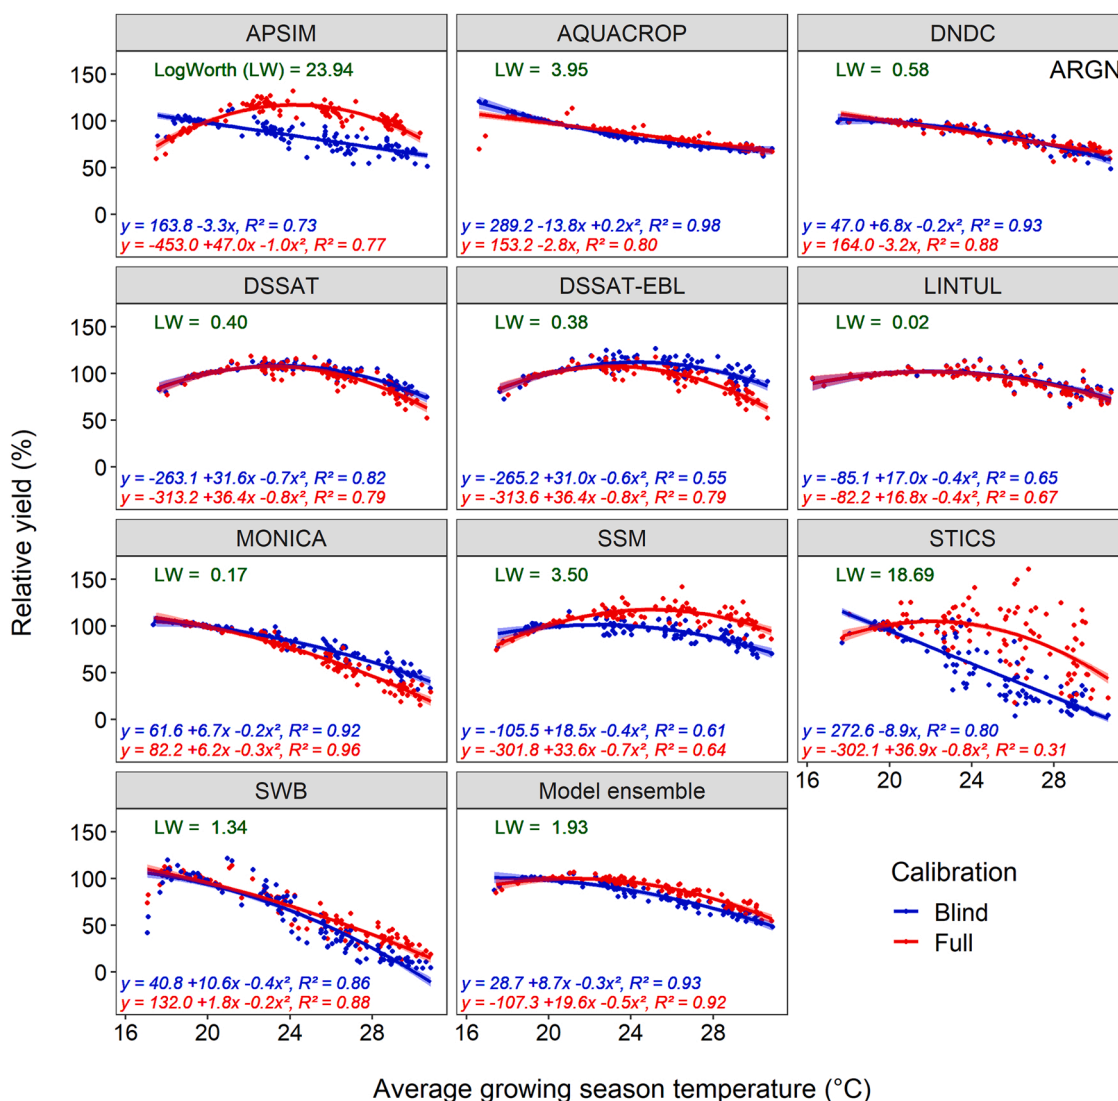 APSIM
AQUACROP
DNDC
LogWorth (LW) = 23.94
LW = 3.95
LW = 0.58
ARGN
150
100
50
0
y = 163.8 -3.3x, R² = 0.73
y = -453.0 +47.0x -1.0x², R² = 0.77
y = 289.2 -13.8x +0.2x², R² = 0.98
y = 153.2 -2.8x, R² = 0.80
y = 47.0 +6.8x -0.2x², R² = 0.93
y = 164.0 -3.2x, R² = 0.88
DSSAT
DSSAT-EBL
LINTUL
LW = 0.40
LW = 0.38
LW = 0.02
150
100
50
0
y = -263.1 +31.6x -0.7x², R² = 0.82
y = -313.2 +36.4x -0.8x², R² = 0.79
y = -265.2 +31.0x -0.6x², R² = 0.55
y = -313.6 +36.4x -0.8x², R² = 0.79
y = -85.1 +17.0x -0.4x², R² = 0.65
y = -82.2 +16.8x -0.4x², R² = 0.67
Relative yield (%)
MONICA
SSM
STICS
LW = 0.17
LW = 3.50
LW = 18.69
150
100
50
0
y = 61.6 +6.7x -0.2x², R² = 0.92
y = 82.2 +6.2x -0.3x², R² = 0.96
y = -105.5 +18.5x -0.4x², R² = 0.61
y = -301.8 +33.6x -0.7x², R² = 0.64
y = 272.6 -8.9x, R² = 0.80
y = -302.1 +36.9x -0.8x², R² = 0.31
16 20 24 28
SWB
Model ensemble
LW = 1.34
LW = 1.93
150
100
50
0
y = 40.8 +10.6x -0.4x², R² = 0.86
y = 132.0 +1.8x -0.2x², R² = 0.88
y = 28.7 +8.7x -0.3x², R² = 0.93
y = -107.3 +19.6x -0.5x², R² = 0.92
Calibration
Blind
Full
16 20 24 28
16 20 24 28
Average growing season temperature (°C)